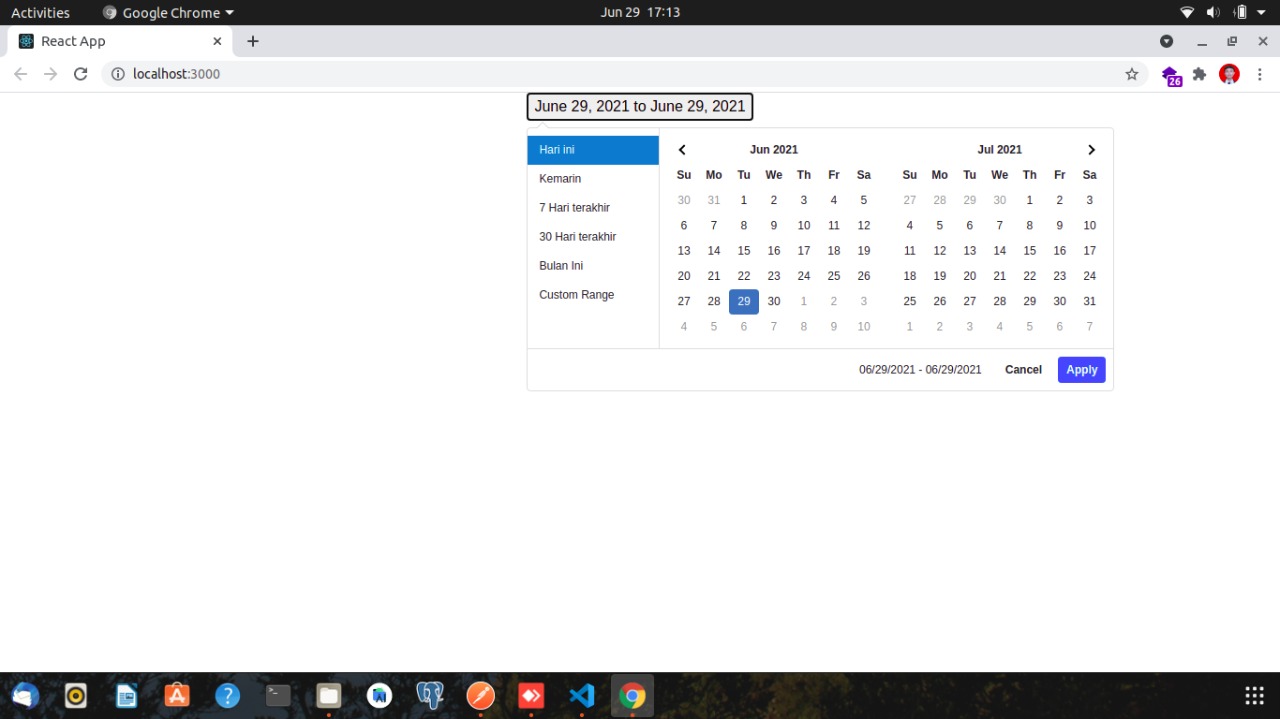 Activities Google Chrome Jun 29 17:13
React App
localhost:3000 26
June 29, 2021 to June 29, 2021
Hari ini
Kemarin
7 Hari terakhir
30 Hari terakhir
Bulan Ini
Custom Range
Jun 2021
Su Mo Tu We Th Fr Sa
30 31 1 2 3 4 5
6 7 8 9 10 11 12
13 14 15 16 17 18 19
20 21 22 23 24 25 26
27 28 29 30 1 2 3
4 5 6 7 8 9 10
Jul 2021
Su Mo Tu We Th Fr Sa
27 28 29 30 1 2 3
4 5 6 7 8 9 10
11 12 13 14 15 16 17
18 19 20 21 22 23 24
25 26 27 28 29 30 31
1 2 3 4 5 6 7
06/29/2021 - 06/29/2021 Cancel Apply